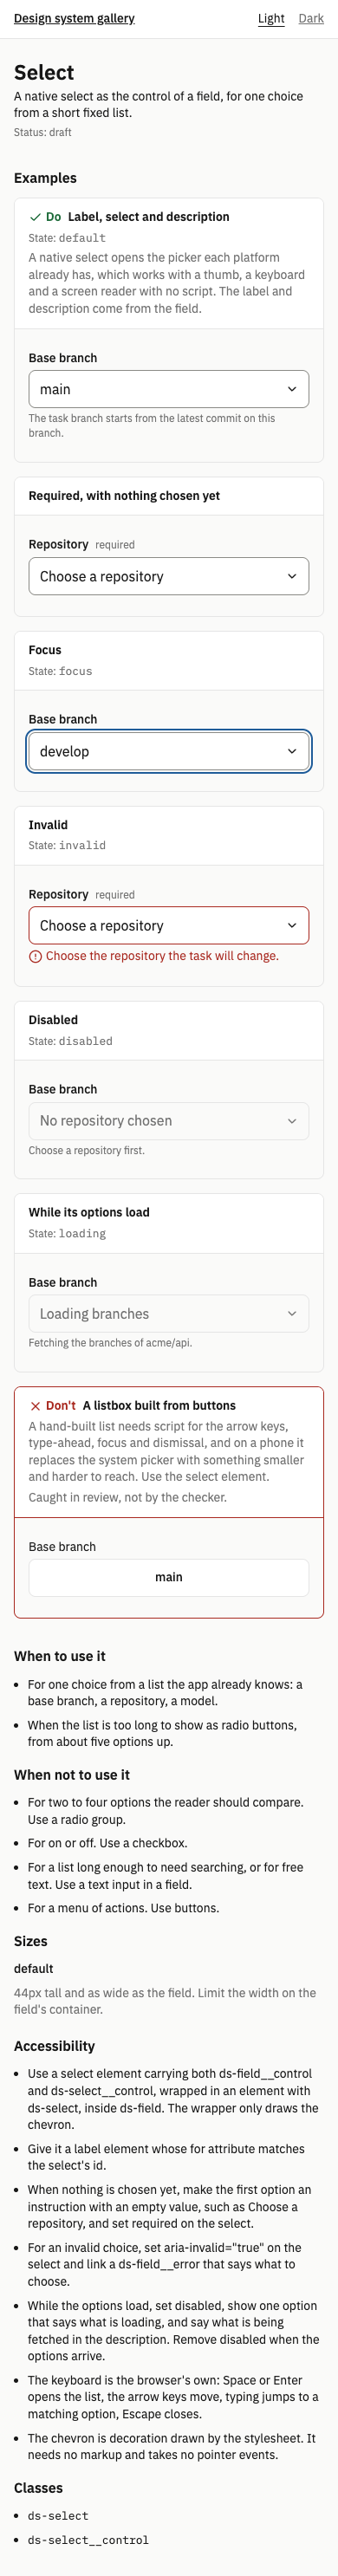 Design system gallery
Light
Dark
Select
A native select as the control of a field, for one choice
from a short fixed list.
Status: draft
Examples
Do Label, select and description
State: default
A native select opens the picker each platform
already has, which works with a thumb, a keyboard
and a screen reader with no script. The label and
description come from the field.
Base branch
main
The task branch starts from the latest commit on this
branch.
Required, with nothing chosen yet
Repository required
Choose a repository
Focus
State: focus
Base branch
develop
Invalid
State: invalid
Repository required
Choose a repository
Choose the repository the task will change.
Disabled
State: disabled
Base branch
No repository chosen
Choose a repository first.
While its options load
State: loading
Base branch
Loading branches
Fetching the branches of acme/api.
Don't A listbox built from buttons
A hand-built list needs script for the arrow keys,
type-ahead, focus and dismissal, and on a phone it
replaces the system picker with something smaller
and harder to reach. Use the select element.
Caught in review, not by the checker.
Base branch
main
When to use it
For one choice from a list the app already knows: a
base branch, a repository, a model.
When the list is too long to show as radio buttons,
from about five options up.
When not to use it
For two to four options the reader should compare.
Use a radio group.
For on or off. Use a checkbox.
For a list long enough to need searching, or for free
text. Use a text input in a field.
For a menu of actions. Use buttons.
Sizes
default
44px tall and as wide as the field. Limit the width on the
field's container.
Accessibility
Use a select element carrying both ds-field__control
and ds-select__control, wrapped in an element with
ds-select, inside ds-field. The wrapper only draws the
chevron.
Give it a label element whose for attribute matches
the select's id.
When nothing is chosen yet, make the first option an
instruction with an empty value, such as Choose a
repository, and set required on the select.
For an invalid choice, set aria-invalid="true" on the
select and link a ds-field__error that says what to
choose.
While the options load, set disabled, show one option
that says what is loading, and say what is being
fetched in the description. Remove disabled when the
options arrive.
The keyboard is the browser's own: Space or Enter
opens the list, the arrow keys move, typing jumps to a
matching option, Escape closes.
The chevron is decoration drawn by the stylesheet. It
needs no markup and takes no pointer events.
Classes
ds-select
ds-select__control